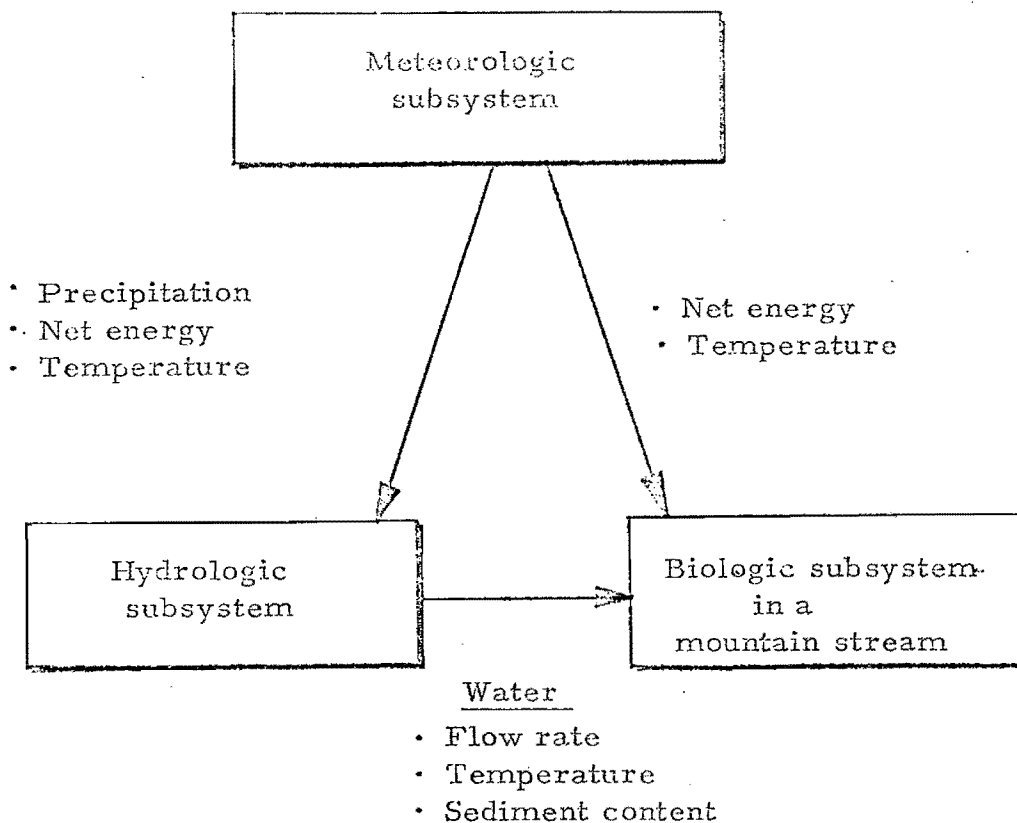 Meteorologic
subsystem
· Precipitation
· Net energy
· Temperature
· Net energy
· Temperature
Hydrologic
subsystem
Biologic subsystem
in a
mountain stream
Water
· Flow rate
· Temperature
· Sediment content